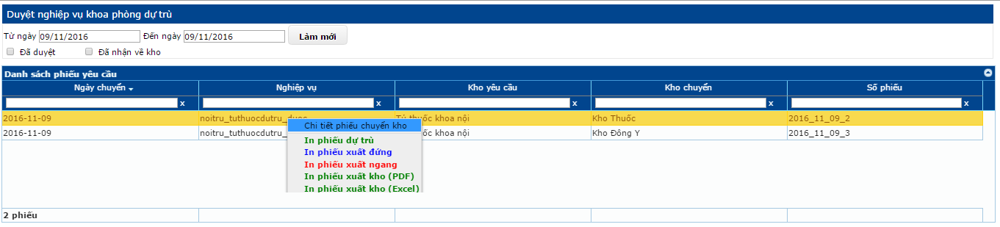 Duyệt nghiệp vụ khoa phòng dự trù
Từ ngày 09/11/2016 Đến ngày 09/11/2016 Làm mới
Đã duyệt Đã nhận về kho
Danh sách phiếu yêu cầu
Ngày chuyển Nghiệp vụ Kho yêu cầu Kho chuyển Số phiếu
x x x x x
2016-11-09 noitru_tuthuocdutru_duoc Tủ thuốc khoa nội Kho Thuốc 2016_11_09_2
Chi tiết phiếu chuyển kho
2016-11-09 noitru_tuthuocdutru_ thuốc khoa nội Kho Đông Y 2016_11_09_3
In phiếu dự trù
In phiếu xuất đứng
In phiếu xuất ngang
In phiếu xuất kho (PDF)
In phiếu xuất kho (Excel)
2 phiếu